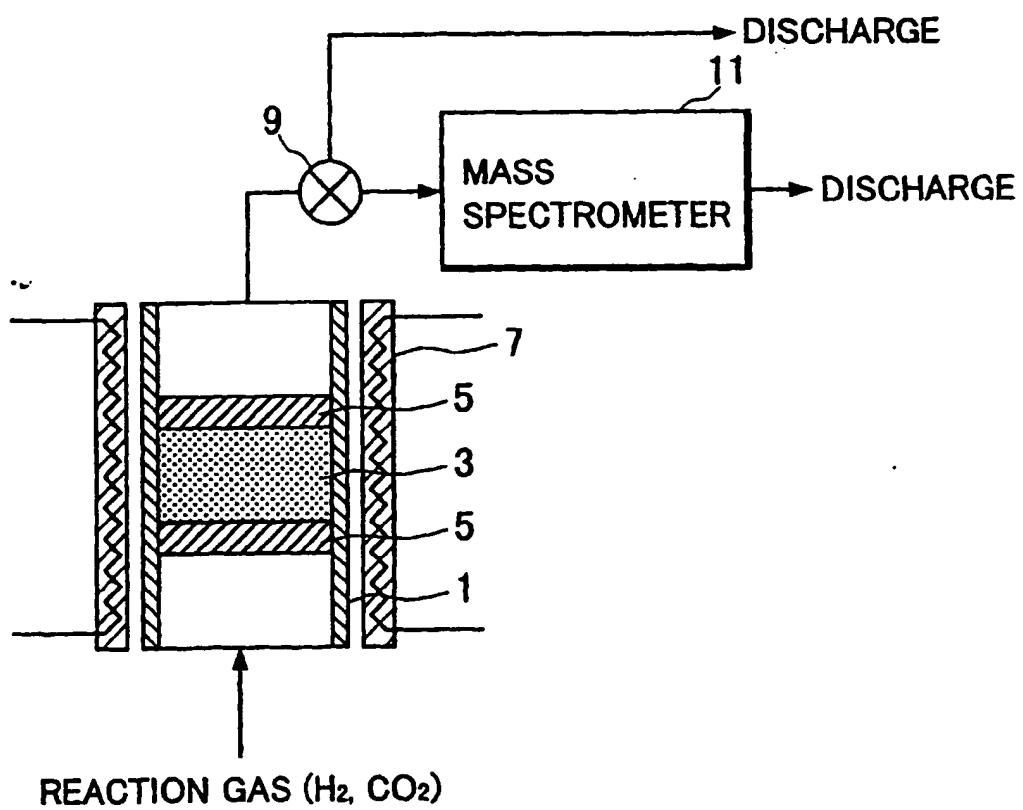 DISCHARGE
11
9
MASS
SPECTROMETER
DISCHARGE
7
5
3
5
1
REACTION GAS (H₂, CO₂)